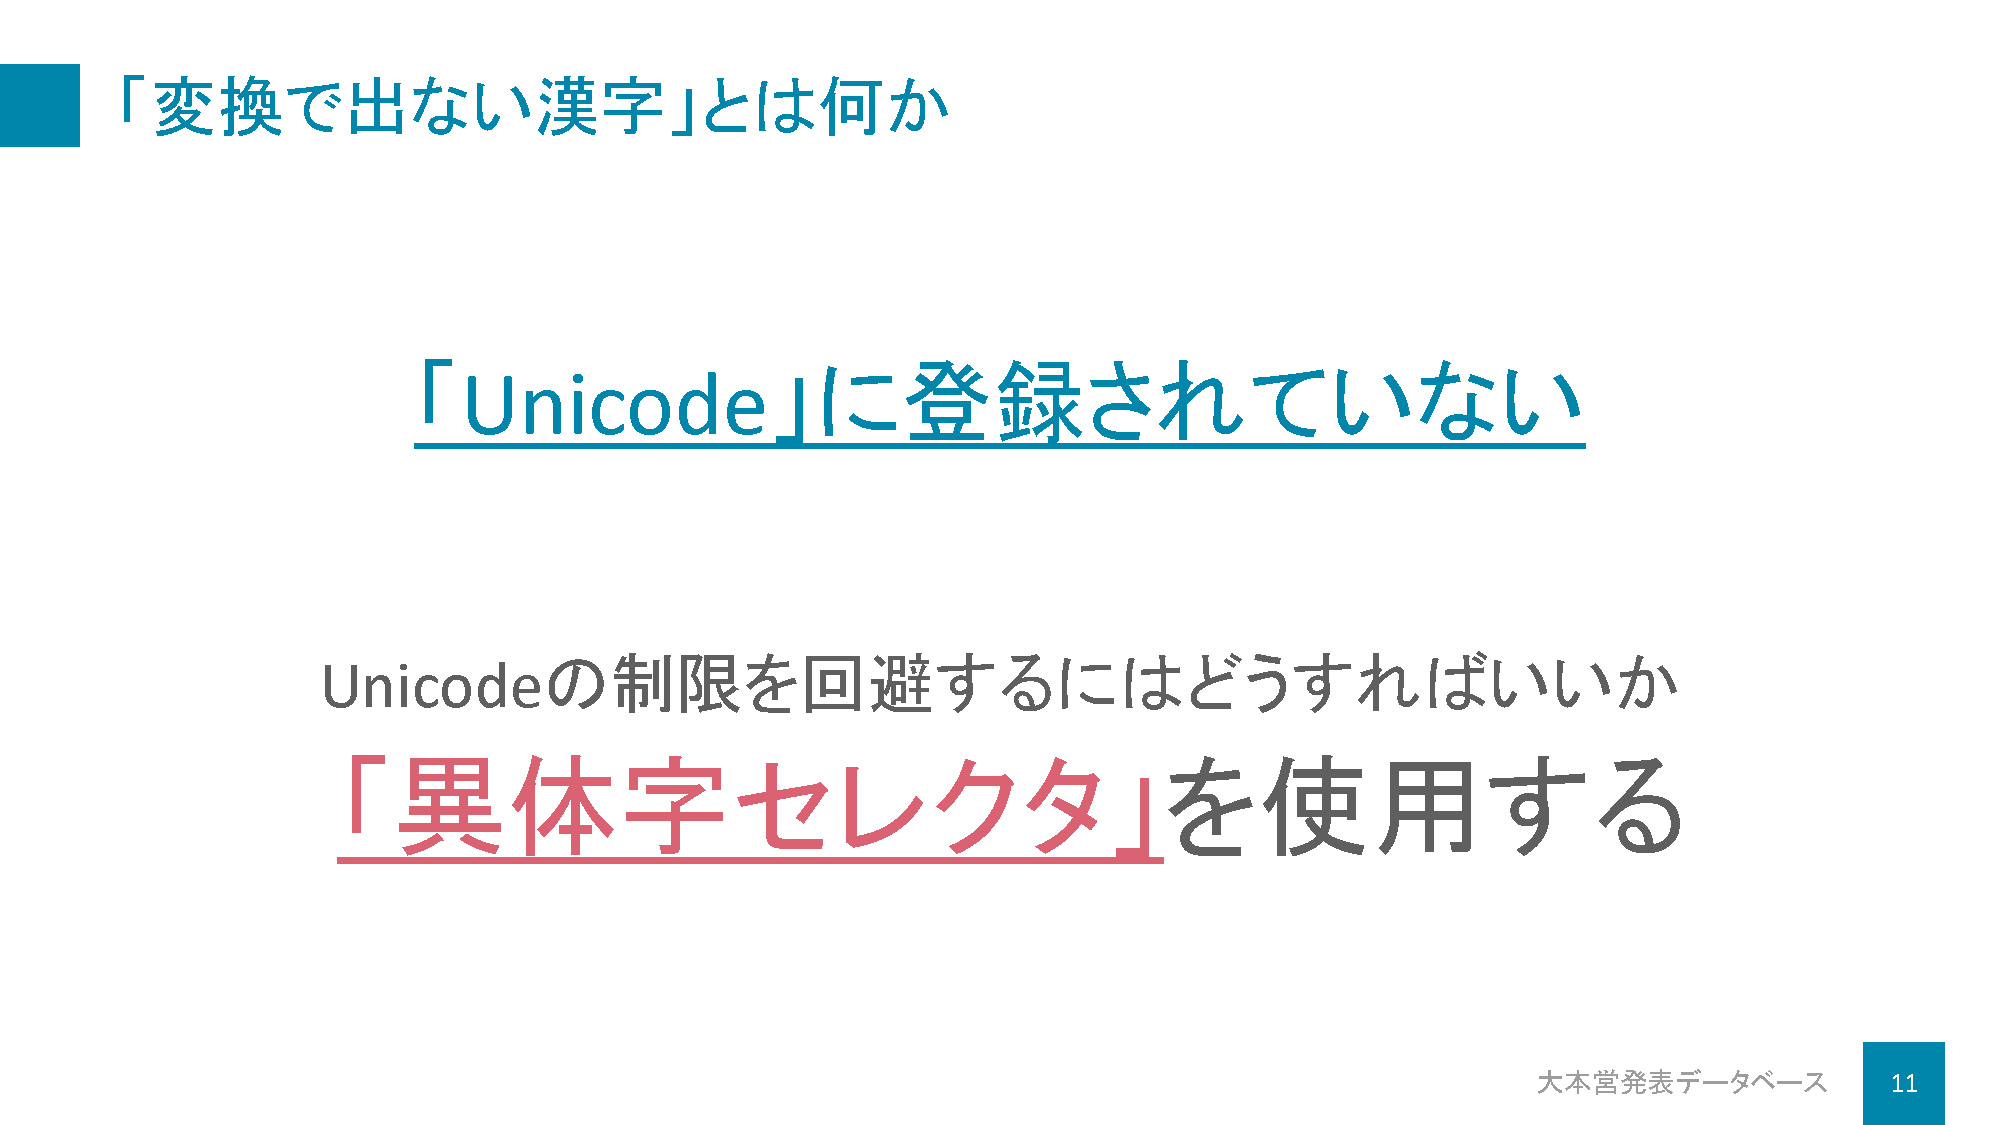 「変換で出ない漢字」とは何か
「Unicode」に登録されていない
Unicodeの制限を回避するにはどうすればいいか
「異体字セレクタ」を使用する
大本営発表データベース
11